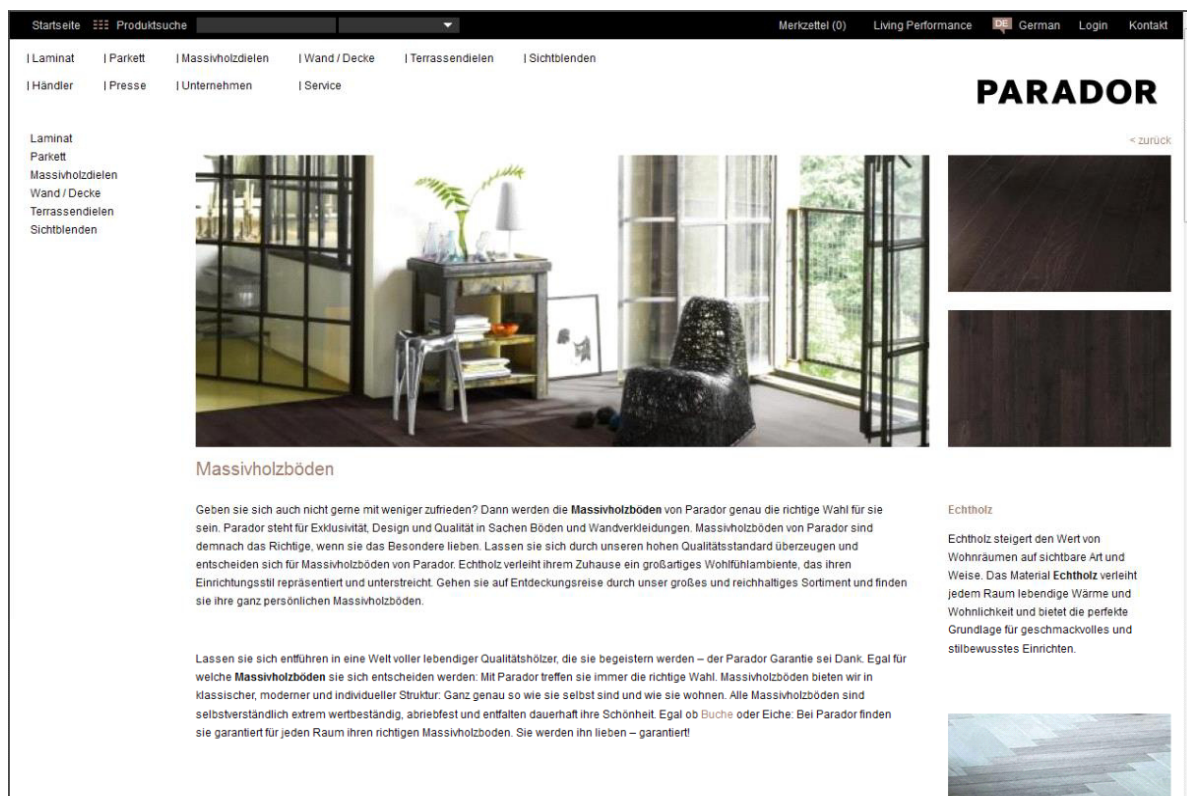 Startseite Produktsuche Merkzettel (0) Living Performance DE German Login Kontakt
| Laminat | Parkett | Massivholzdielen | Wand / Decke | Terrassendielen | Sichtblenden
| Händler | Presse | Unternehmen | Service
PARADOR
< zurück
Laminat
Parkett
Massivholzdielen
Wand / Decke
Terrassendielen
Sichtblenden
Massivholzböden
Geben sie sich auch nicht gerne mit weniger zufrieden? Dann werden die Massivholzböden von Parador genau die richtige Wahl für sie
sein. Parador steht für Exklusivität, Design und Qualität in Sachen Böden und Wandverkleidungen. Massivholzböden von Parador sind
demnach das Richtige, wenn sie das Besondere lieben. Lassen sie sich durch unseren hohen Qualitätsstandard überzeugen und
entscheiden sich für Massivholzböden von Parador. Echtholz verleiht ihrem Zuhause ein großartiges Wohlfühlambiente, das ihren
Einrichtungsstil repräsentiert und unterstreicht. Gehen sie auf Entdeckungsreise durch unser großes und reichhaltiges Sortiment und finden
sie ihre ganz persönlichen Massivholzböden.
Lassen sie sich entführen in eine Welt voller lebendiger Qualitätshölzer, die sie begeistern werden – der Parador Garantie sei Dank. Egal für
welche Massivholzböden sie sich entscheiden werden: Mit Parador treffen sie immer die richtige Wahl. Massivholzböden bieten wir in
klassischer, moderner und individueller Struktur: Ganz genau so wie sie selbst sind und wie sie wohnen. Alle Massivholzböden sind
selbstverständlich extrem wertbeständig, abriebfest und entfalten dauerhaft ihre Schönheit. Egal ob Buche oder Eiche: Bei Parador finden
sie garantiert für jeden Raum ihren richtigen Massivholzboden. Sie werden ihn lieben – garantiert!
Echtholz
Echtholz steigert den Wert von
Wohnräumen auf sichtbare Art und
Weise. Das Material Echtholz verleiht
jedem Raum lebendige Wärme und
Wohnlichkeit und bietet die perfekte
Grundlage für geschmackvolles und
stilbewusstes Einrichten.